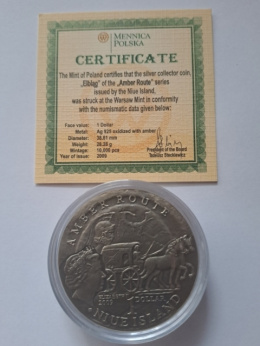 MENNICA
POLSKA
CERTIFICATE
The Mint of Poland certifies that the silver collector coin,
"Elbląg" of the „Amber Route" series
issued by the Niue Island,
was struck at the Warsaw Mint in conformity
with the numismatic data given below:
Face value: 1 Dollar
Metal: Ag 925 oxidized with amber
Diameter: 38,61 mm
Weight: 28,28 g
Mintage: 10,000 pcs
Year of issue: 2009
President of the Board
Tadeusz Steckiewicz
AMBER ROUTE
DOLLAR
NIUE ISLAND